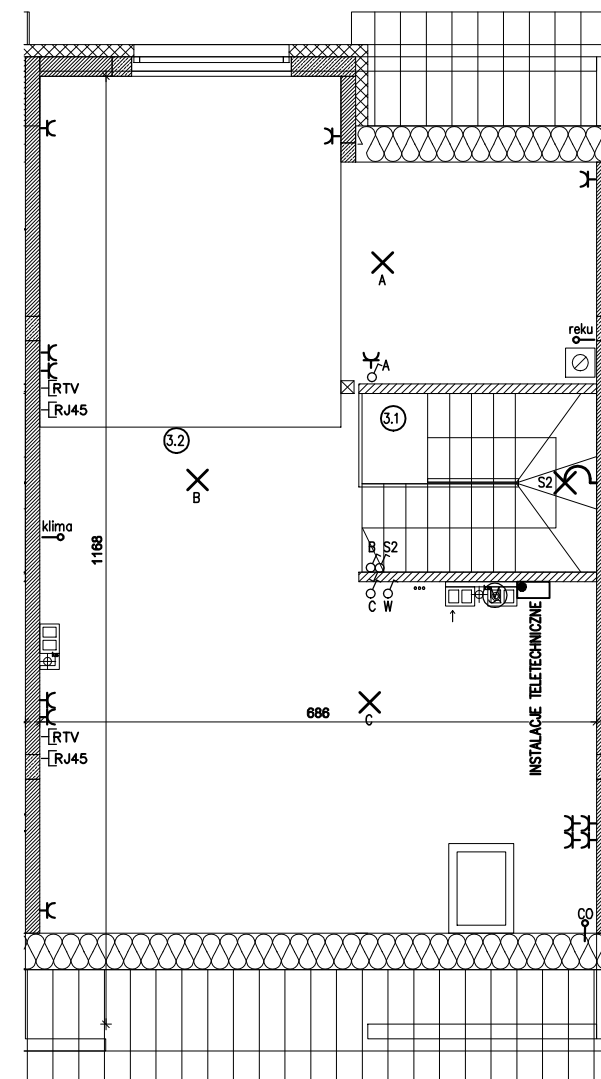 A
reku
A
RTV
RJ45
3.1
3.2
B
S2
klima
1168
B S2
C W
INSTALACJE TELETECHNICZNE
686
C
RTV
RJ45
CO